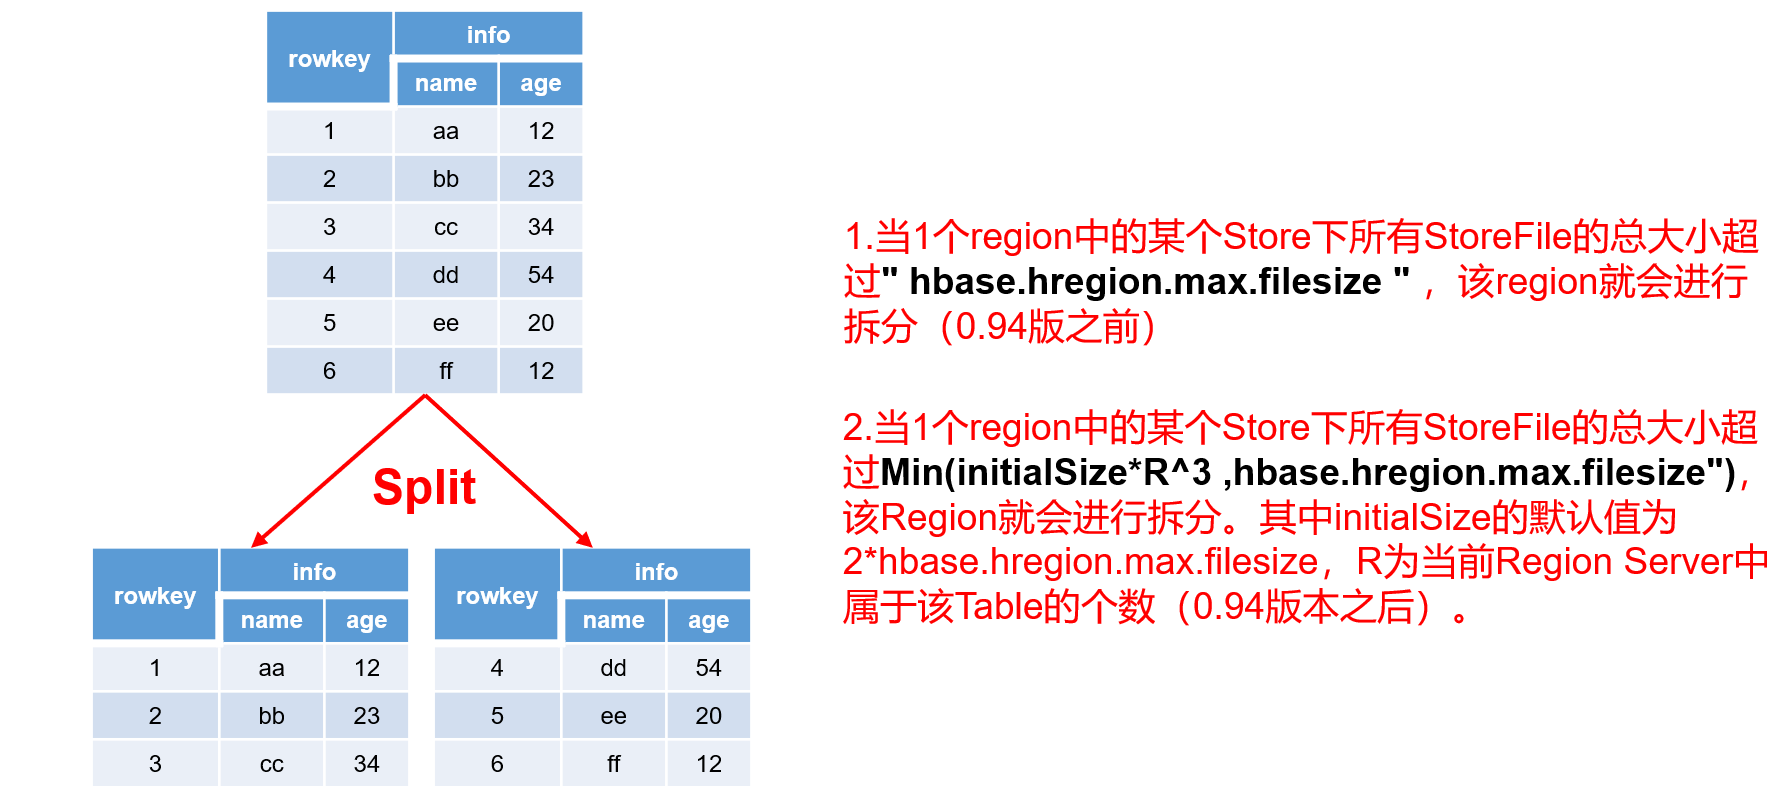 rowkey info
name age
1 aa 12
2 bb 23
3 cc 34
4 dd 54
5 ee 20
6 ff 12
Split
rowkey info
name age
1 aa 12
2 bb 23
3 cc 34
rowkey info
name age
4 dd 54
5 ee 20
6 ff 12
1.当1个region中的某个Store下所有StoreFile的总大小超
过" hbase.hregion.max.filesize " ，该region就会进行
拆分（0.94版之前）
2.当1个region中的某个Store下所有StoreFile的总大小超
过Min(initialSize*R^3 ,hbase.hregion.max.filesize")，
该Region就会进行拆分。其中initialSize的默认值为
2*hbase.hregion.max.filesize，R为当前Region Server中
属于该Table的个数（0.94版本之后）。